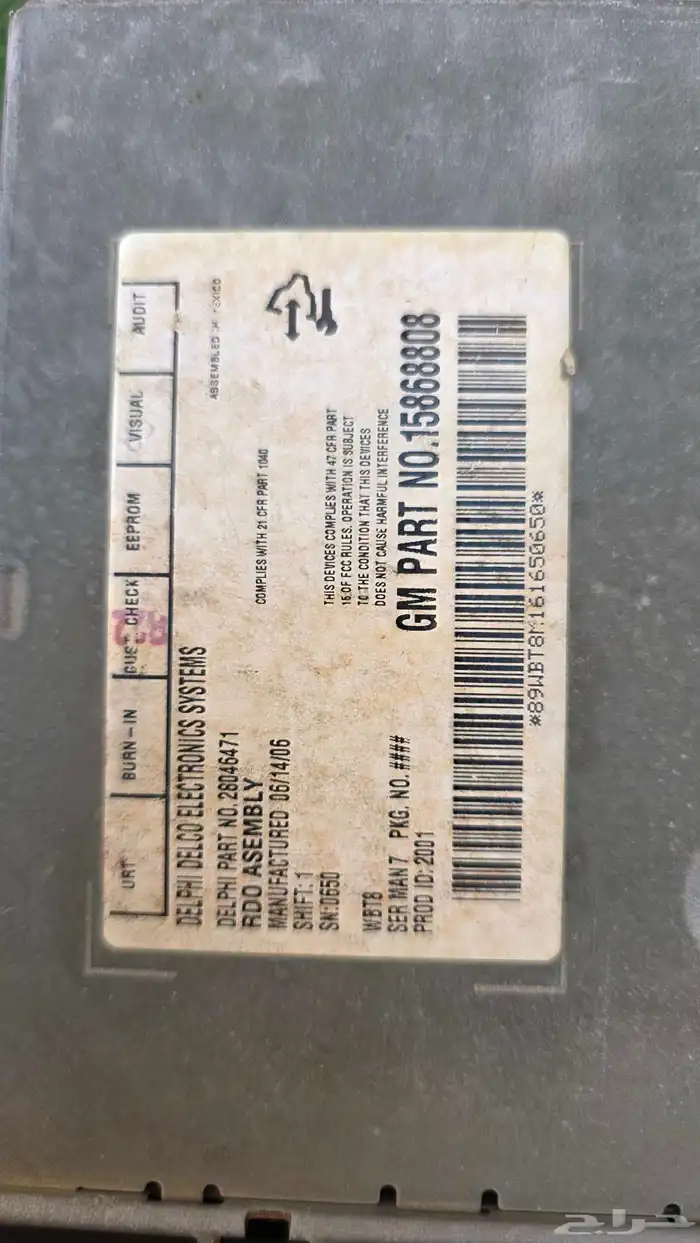 URT BURN-IN CUST CHECK EEPROM VISUAL AUDIT
DELPHI DELCO ELECTRONICS SYSTEMS
ASSEMBLED IN MEXICO
DELPHI PART NO. 28046471
RDO ASEMBLY
COMPLIES WITH 21 CFR PART 1040
MANUFACTURED 06/14/06
SHIFT: 1
SN:0650
THIS DEVICES COMPLIES WITH 47 CFR PART
15 OF FCC RULES. OPERATION IS SUBJECT
TO THE CONDITION THAT THIS DEVICES
DOES NOT CAUSE HARMFUL INTERFERENCE
WBT8
SER MAN7 PKG. NO. ####
PROD ID: 2001
GM PART NO.15868808
*89WBT8M161650650*
حراج